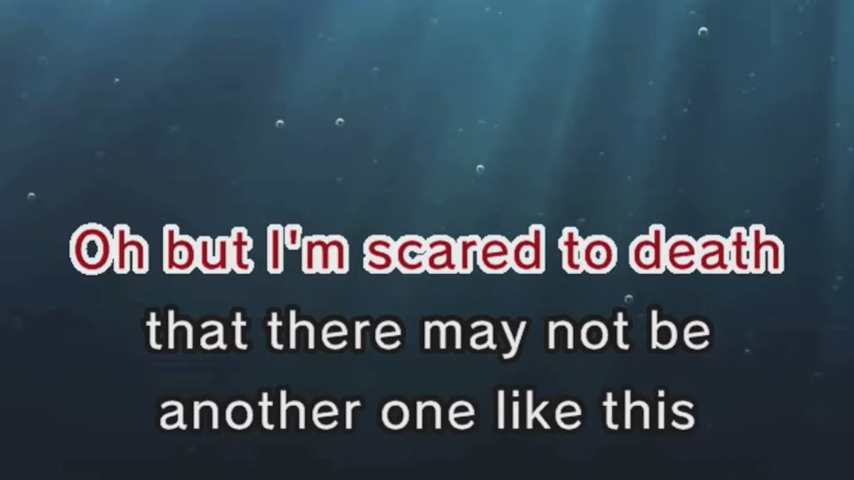 Oh but I'm scared to death
that there may not be
another one like this